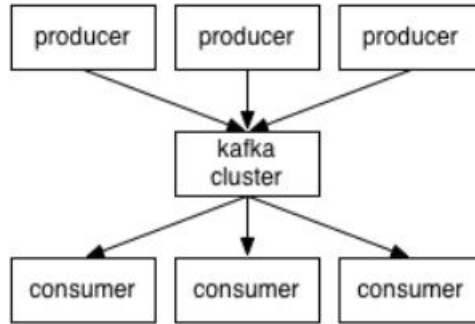 producer
producer
producer
kafka
cluster
consumer
consumer
consumer